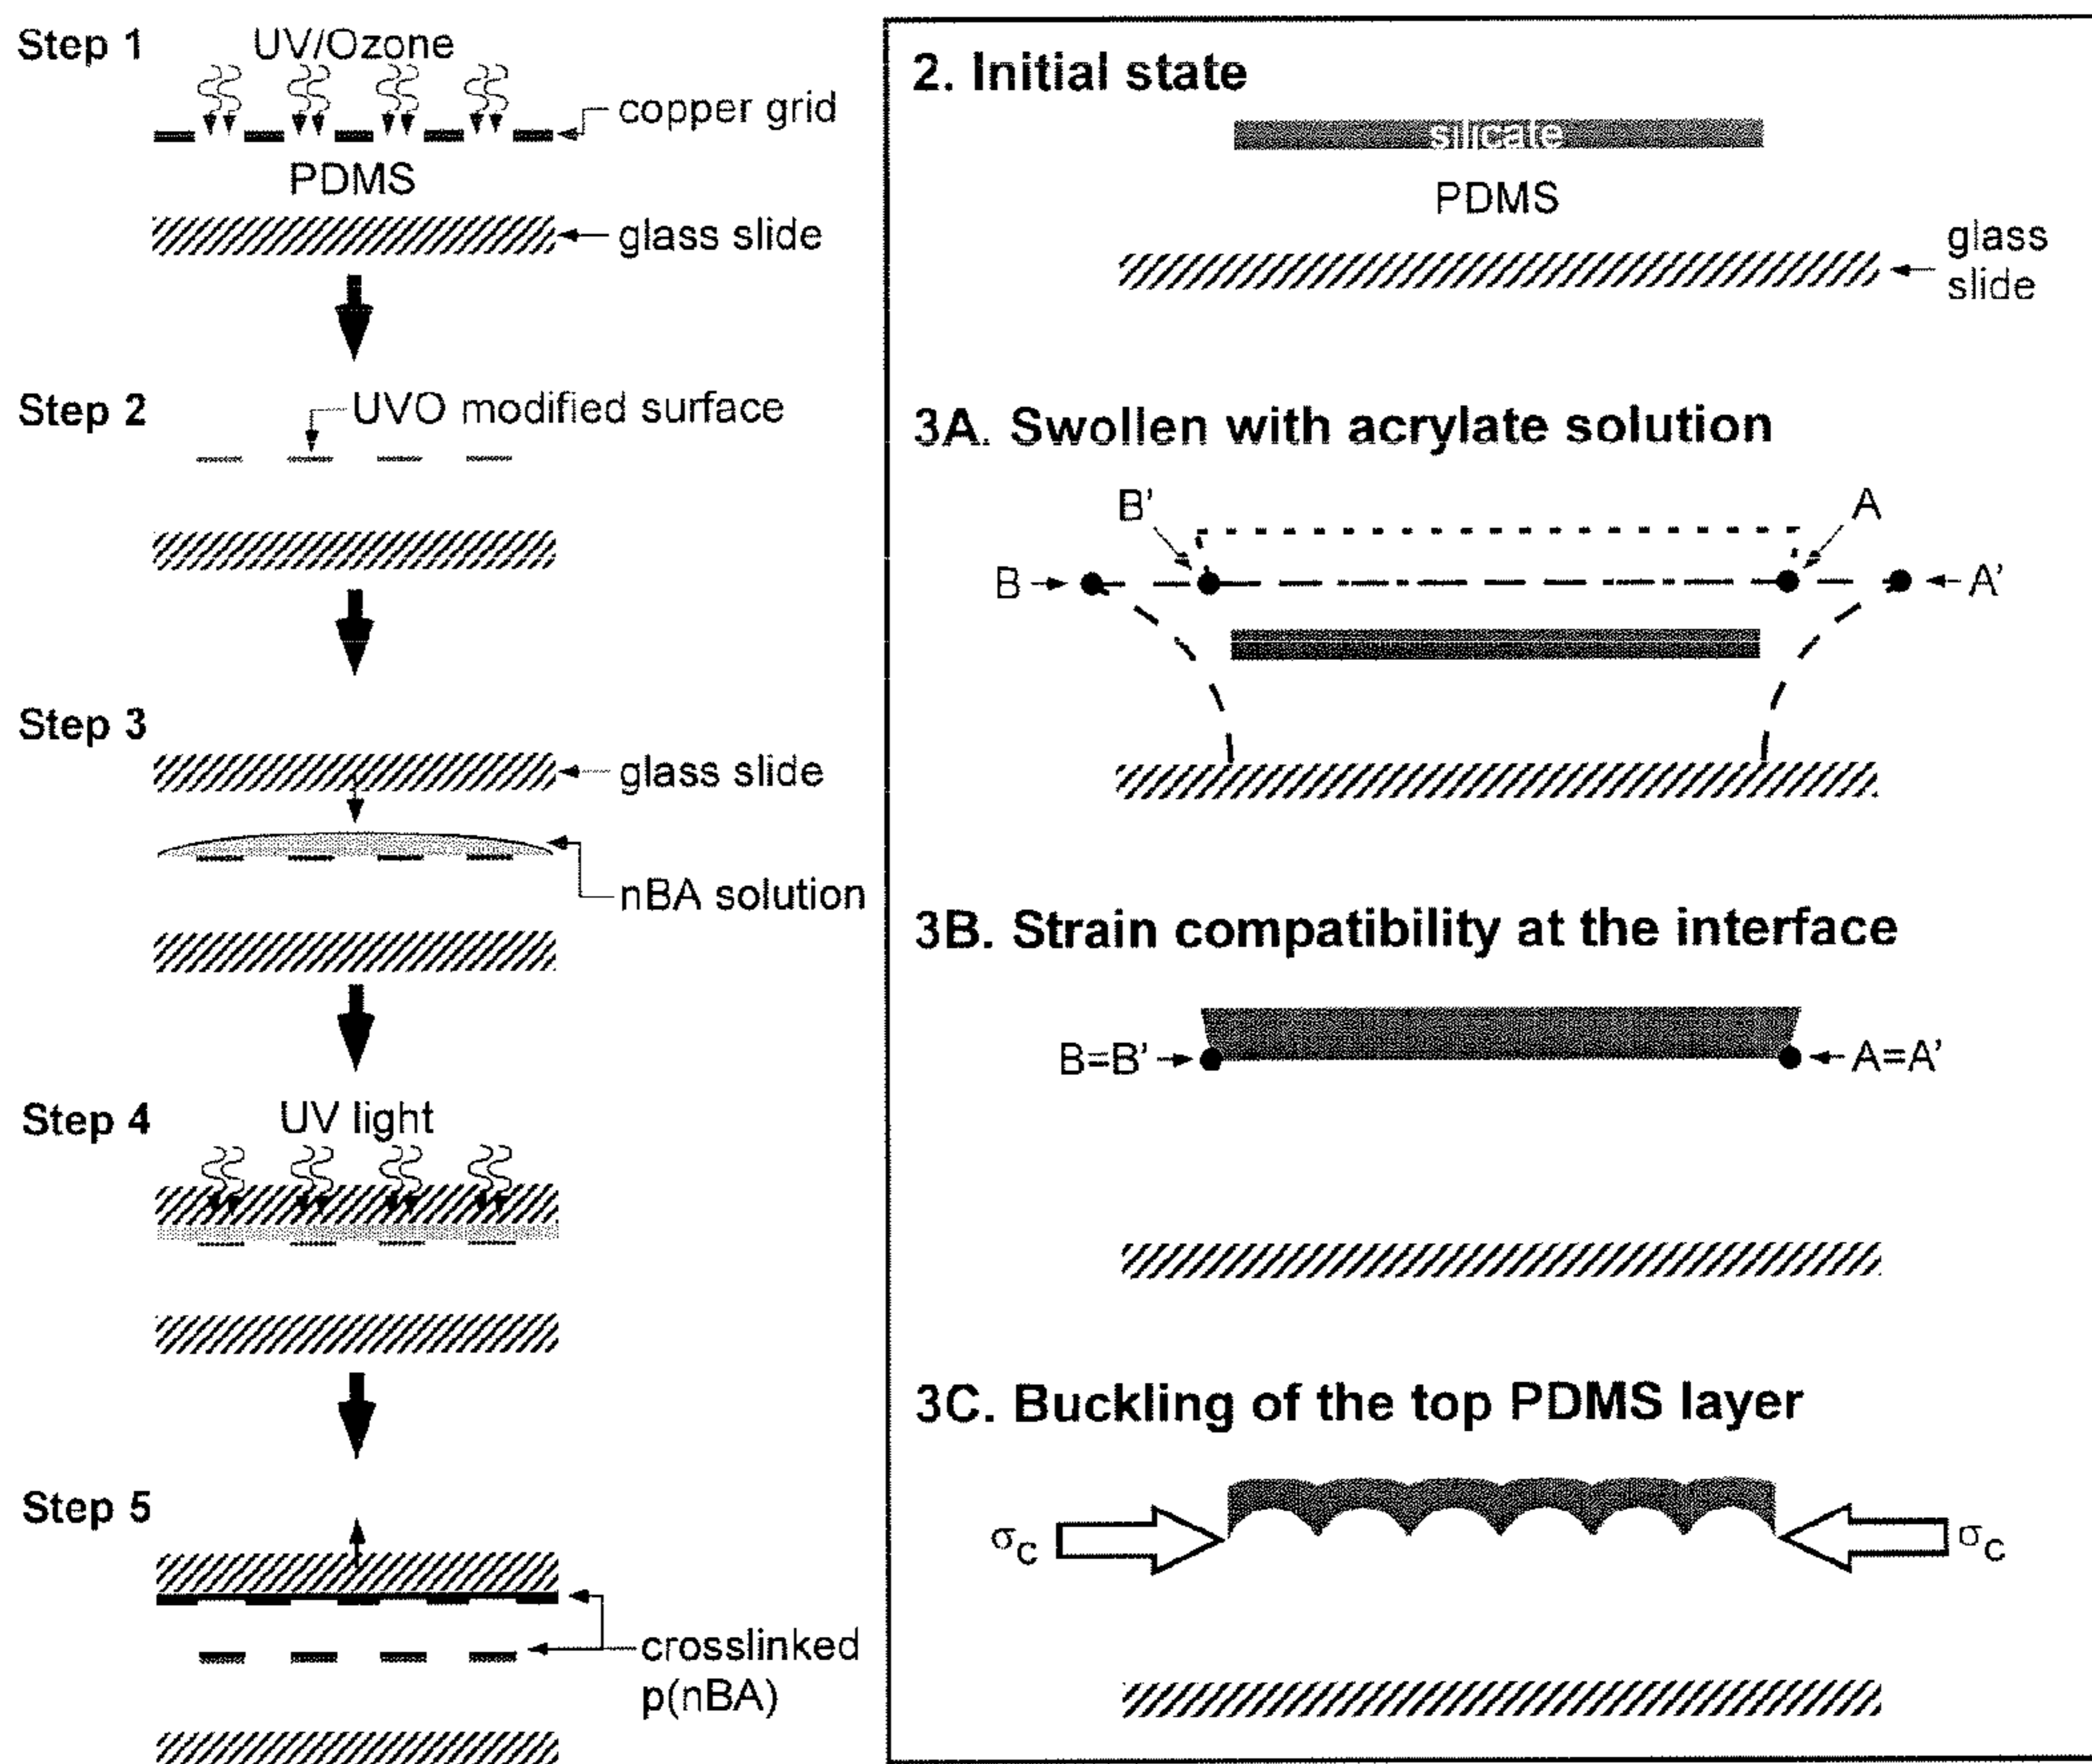 Step 1
UV/Ozone
copper grid
PDMS
glass slide
Step 2
UVO modified surface
Step 3
glass slide
nBA solution
Step 4
UV light
Step 5
crosslinked
p(nBA)
2. Initial state
silicate
PDMS
glass
slide
3A. Swollen with acrylate solution
B'
A
B
A'
3B. Strain compatibility at the interface
B=B'
A=A'
3C. Buckling of the top PDMS layer
σC
σC